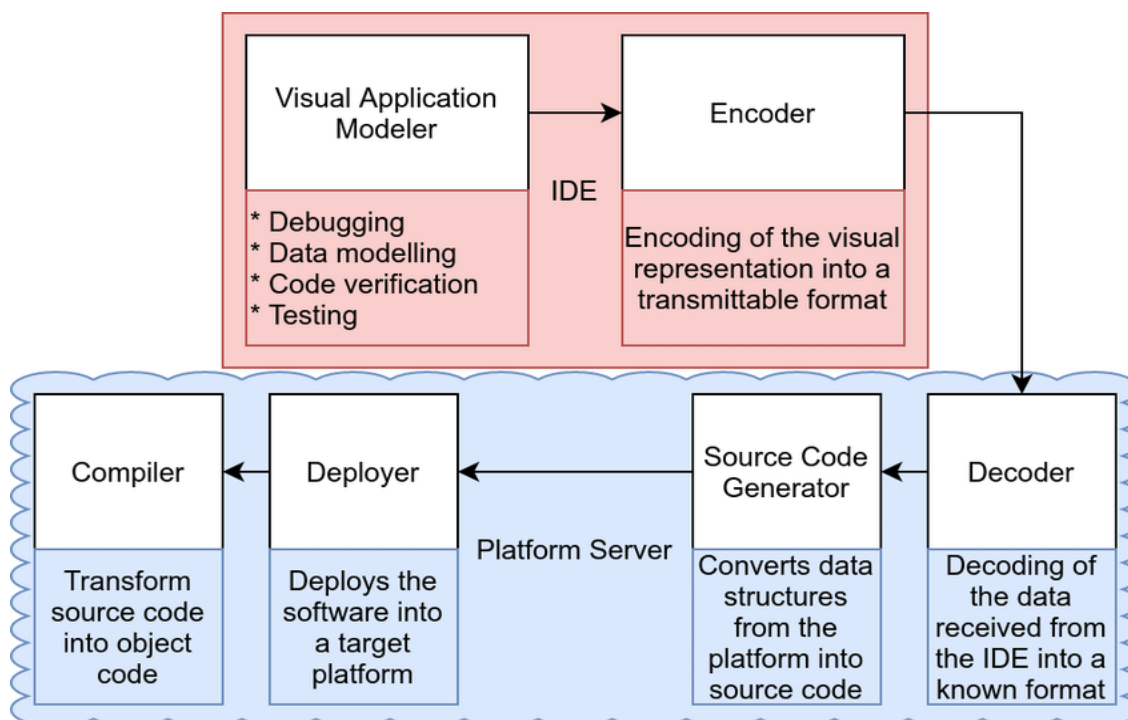 Visual Application
Modeler
Encoder
IDE
* Debugging
* Data modelling
* Code verification
* Testing
Encoding of the visual
representation into a
transmittable format
Compiler
Deployer
Source Code
Generator
Decoder
Platform Server
Transform
source code
into object
code
Deploys the
software into
a target
platform
Converts data
structures
from the
platform into
source code
Decoding of
the data
received from
the IDE into a
known format